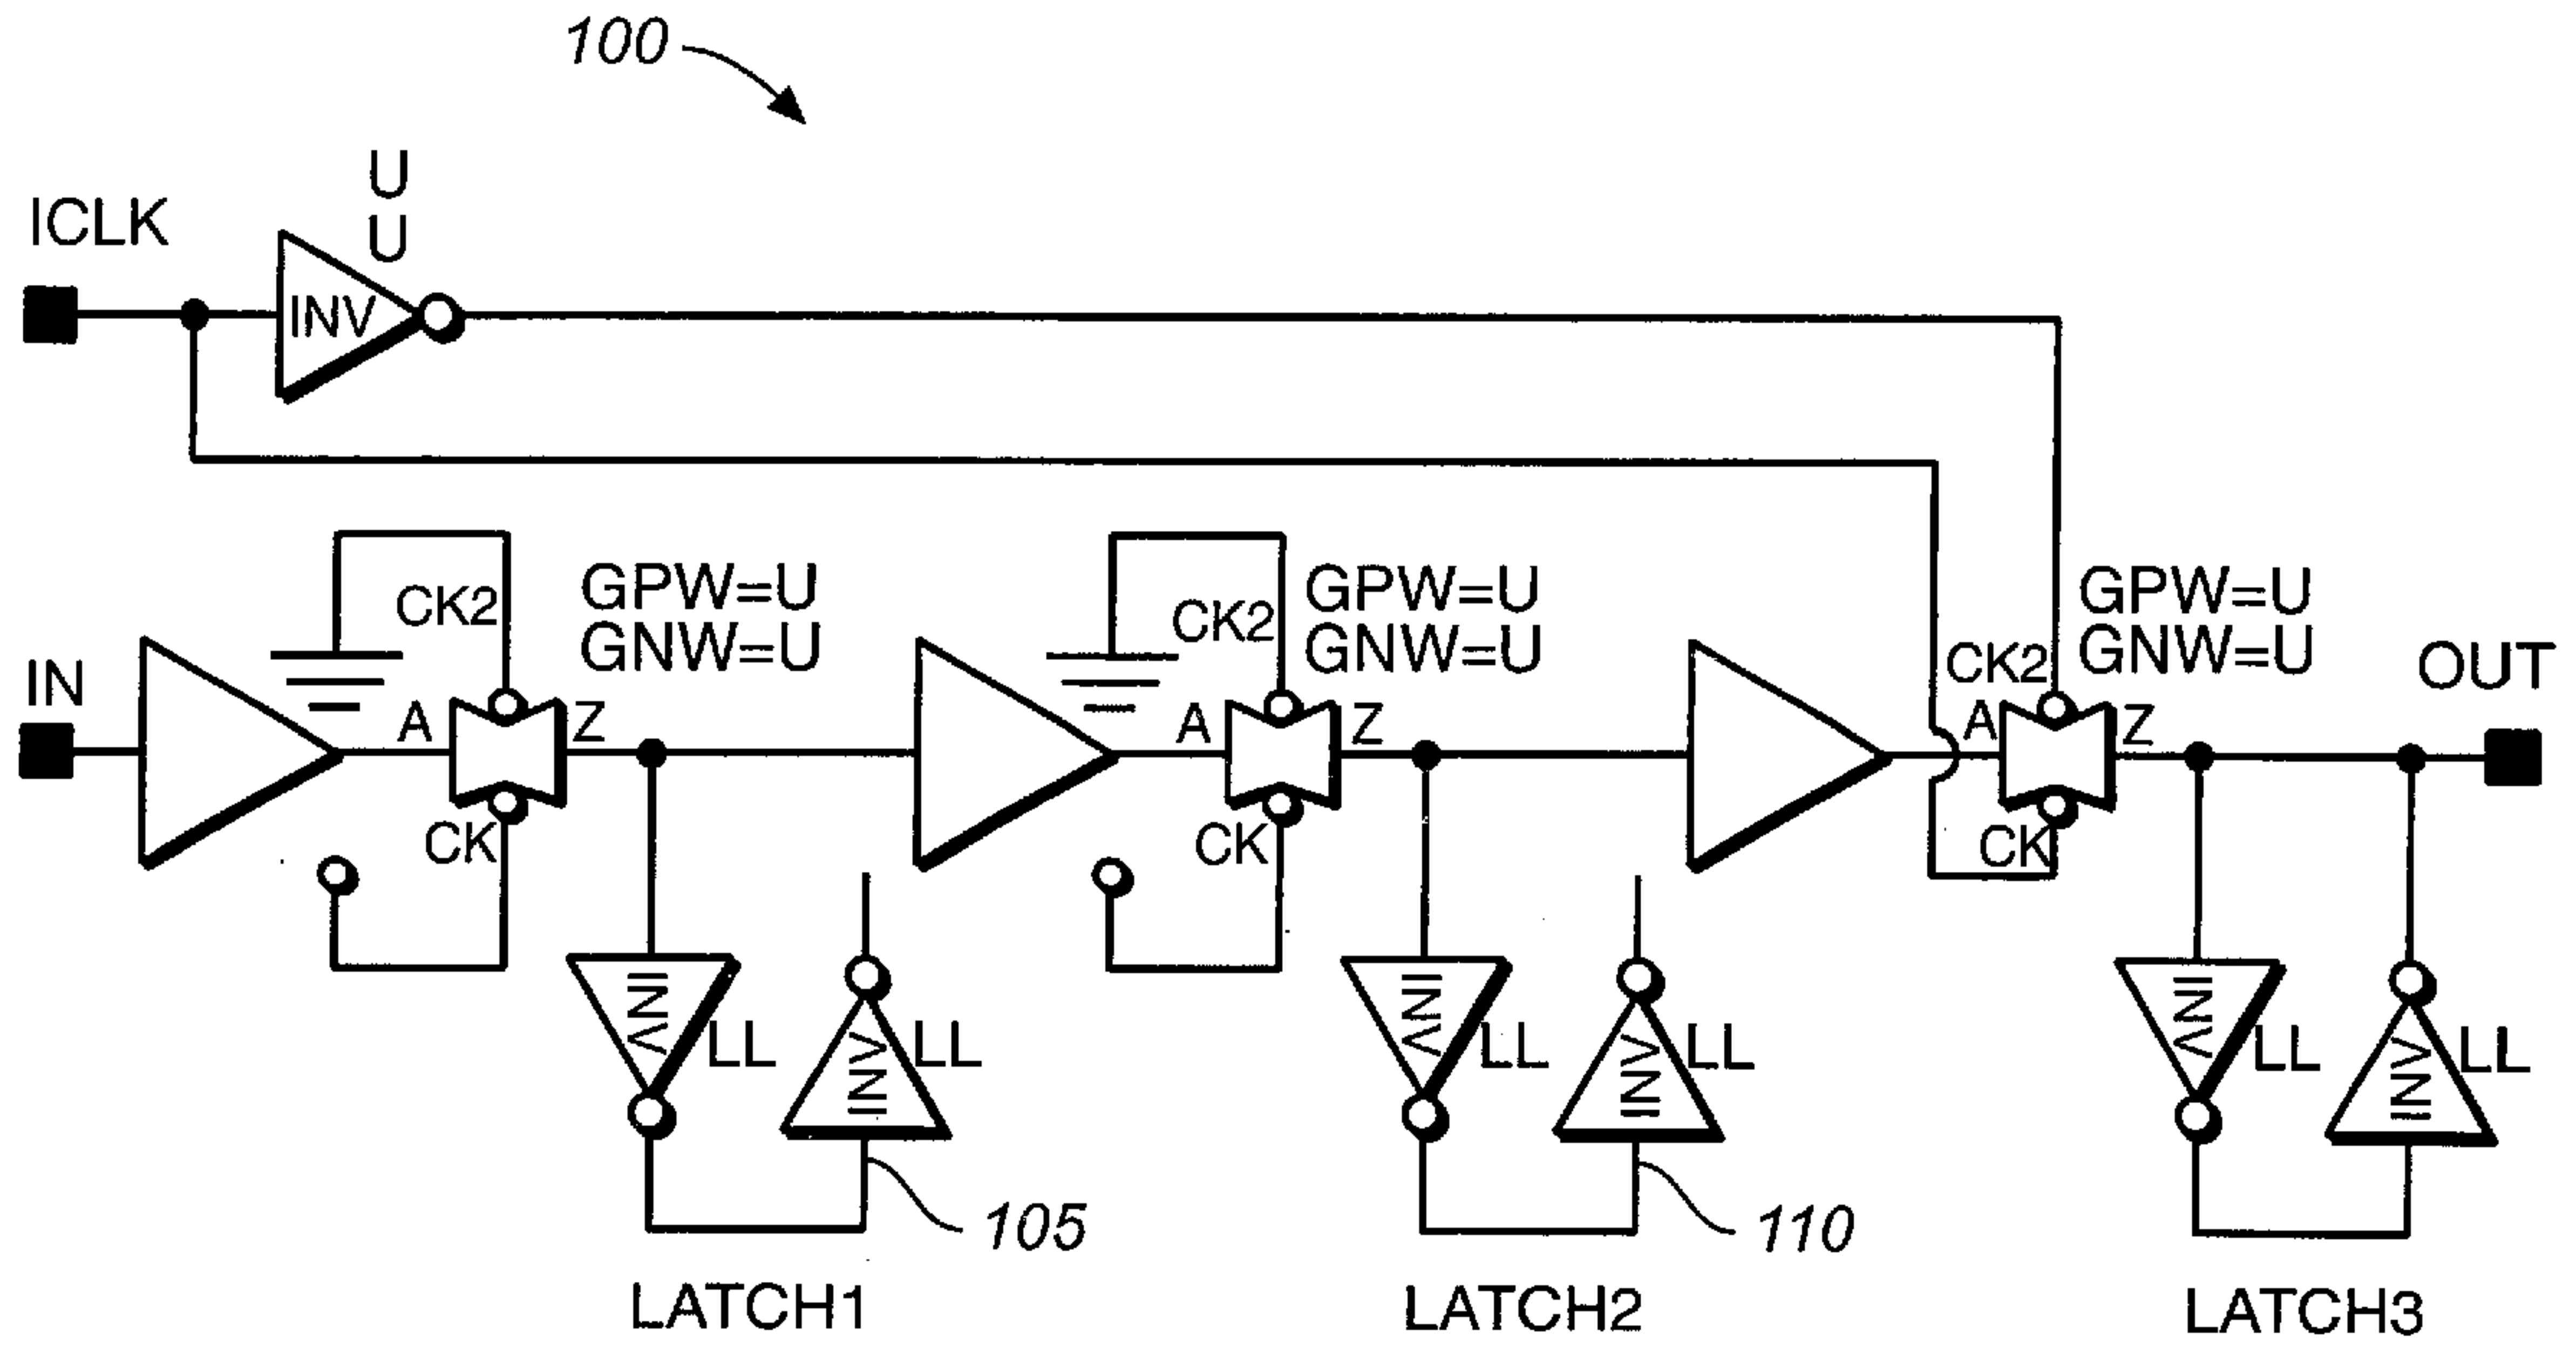 100
U
U
ICLK
INV
CK2
GPW=U
GNW=U
CK2
GPW=U
GNW=U
CK2
GPW=U
GNW=U
IN
A
Z
A
Z
A
Z
OUT
CK
CK
CK
INV
LL
INV
LL
INV
LL
INV
LL
INV
LL
INV
LL
105
110
LATCH1
LATCH2
LATCH3